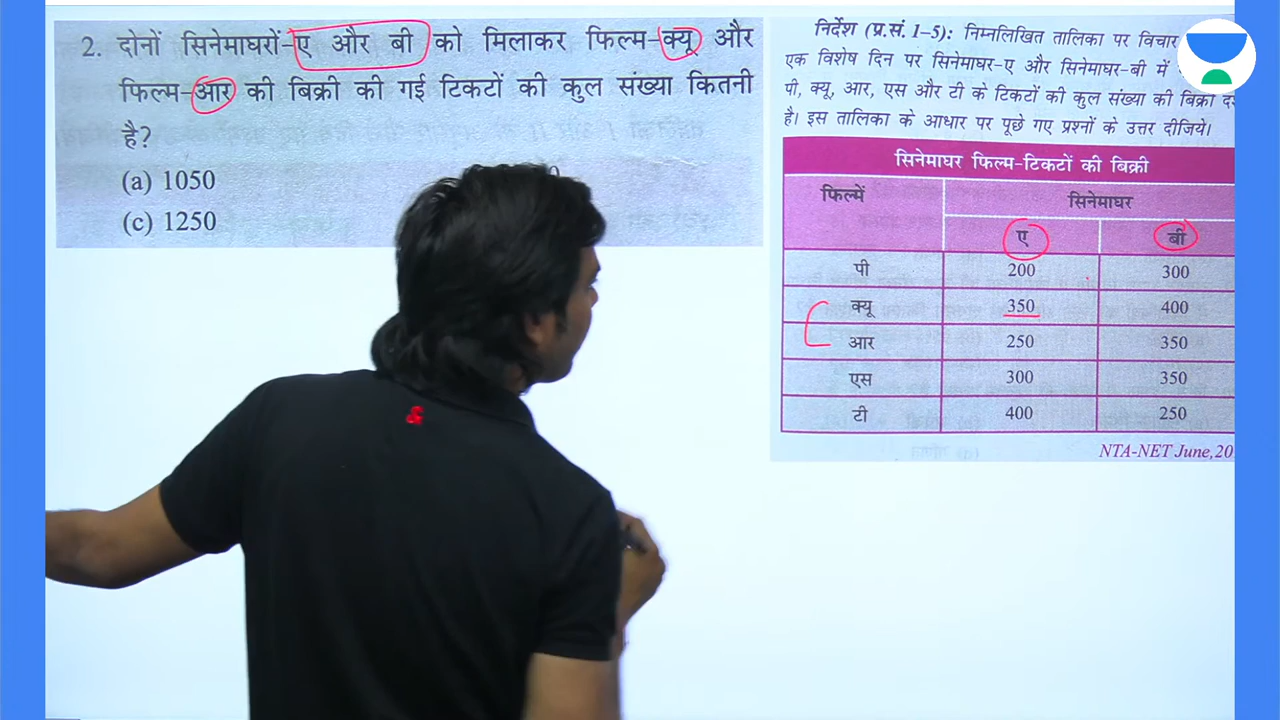 2. दोनों सिनेमाघरों-ए और बी को मिलाकर फिल्म-क्यू और
फिल्म-आर की बिक्री की गई टिकटों की कुल संख्या कितनी
है?
(a) 1050
(c) 1250
निर्देश (प्र.सं. 1–5): निम्नलिखित तालिका पर विचार
एक विशेष दिन पर सिनेमाघर-ए और सिनेमाघर-बी में
पी, क्यू, आर, एस और टी के टिकटों की कुल संख्या की बिक्री
है। इस तालिका के आधार पर पूछे गए प्रश्नों के उत्तर दीजिये।
सिनेमाघर फिल्म-टिकटों की बिक्री
फिल्में सिनेमाघर
ए बी
पी 200 300
क्यू 350 400
आर 250 350
एस 300 350
टी 400 250
NTA-NET June,20